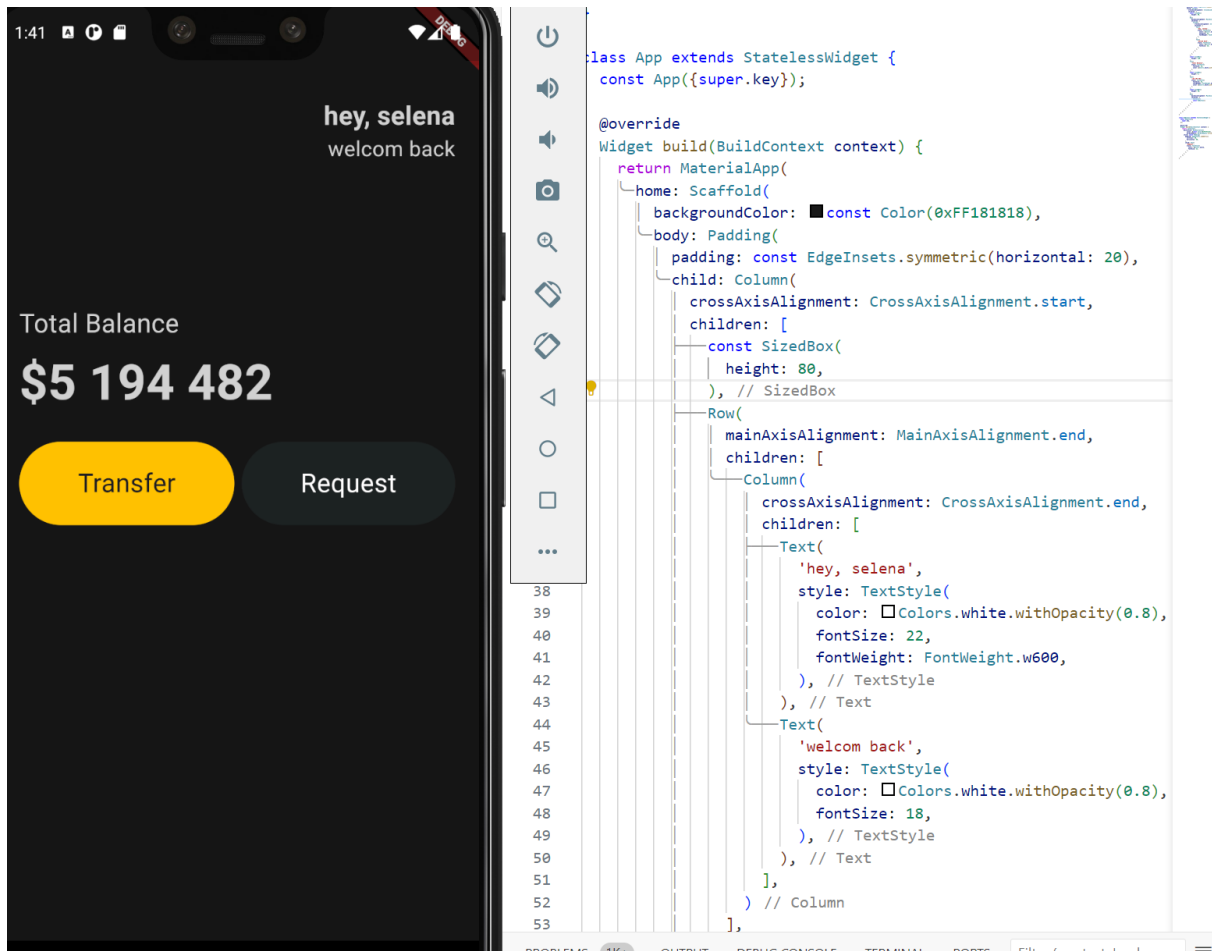 1:41
DEBUG
hey, selena
welcom back
Total Balance
$5 194 482
Transfer
Request
class App extends StatelessWidget {
const App({super.key});
@override
Widget build(BuildContext context) {
return MaterialApp(
home: Scaffold(
backgroundColor: const Color(0xFF181818),
body: Padding(
padding: const EdgeInsets.symmetric(horizontal: 20),
child: Column(
crossAxisAlignment: CrossAxisAlignment.start,
children: [
const SizedBox(
height: 80,
), // SizedBox
Row(
mainAxisAlignment: MainAxisAlignment.end,
children: [
Column(
crossAxisAlignment: CrossAxisAlignment.end,
children: [
Text(
'hey, selena',
38 style: TextStyle(
39 color: Colors.white.withOpacity(0.8),
40 fontSize: 22,
41 fontWeight: FontWeight.w600,
42 ), // TextStyle
43 ), // Text
44 Text(
45 'welcom back',
46 style: TextStyle(
47 color: Colors.white.withOpacity(0.8),
48 fontSize: 18,
49 ), // TextStyle
50 ), // Text
51 ],
52 ) // Column
53 ],
PROBLEMS 1K+ OUTPUT DEBUG CONSOLE TERMINAL PORTS